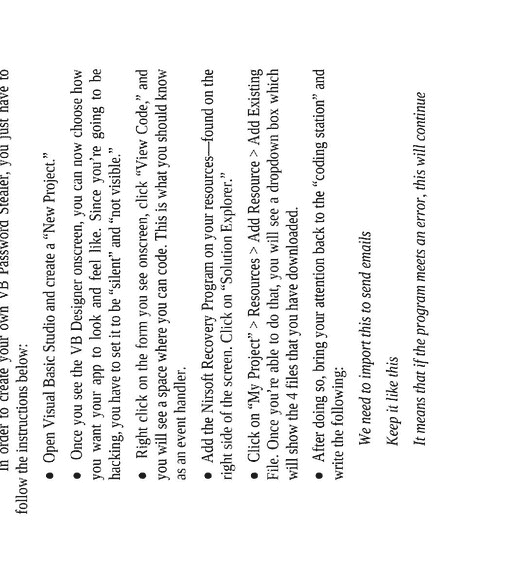 In order to create your own VB Password Stealer, you just have to
follow the instructions below:
● Open Visual Basic Studio and create a “New Project.”
● Once you see the VB Designer onscreen, you can now choose how
you want your app to look and feel like. Since you’re going to be
hacking, you have to set it to be “silent” and “not visible.”
● Right click on the form you see onscreen, click “View Code,” and
you will see a space where you can code. This is what you should know
as an event handler.
● Add the Nirsoft Recovery Program on your resources—found on the
right side of the screen. Click on “Solution Explorer.”
● Click on “My Project” > Resources > Add Resource > Add Existing
File. Once you’re able to do that, you will see a dropdown box which
will show the 4 files that you have downloaded.
● After doing so, bring your attention back to the “coding station” and
write the following:
We need to import this to send emails
Keep it like this
It means that if the program meets an error, this will continue